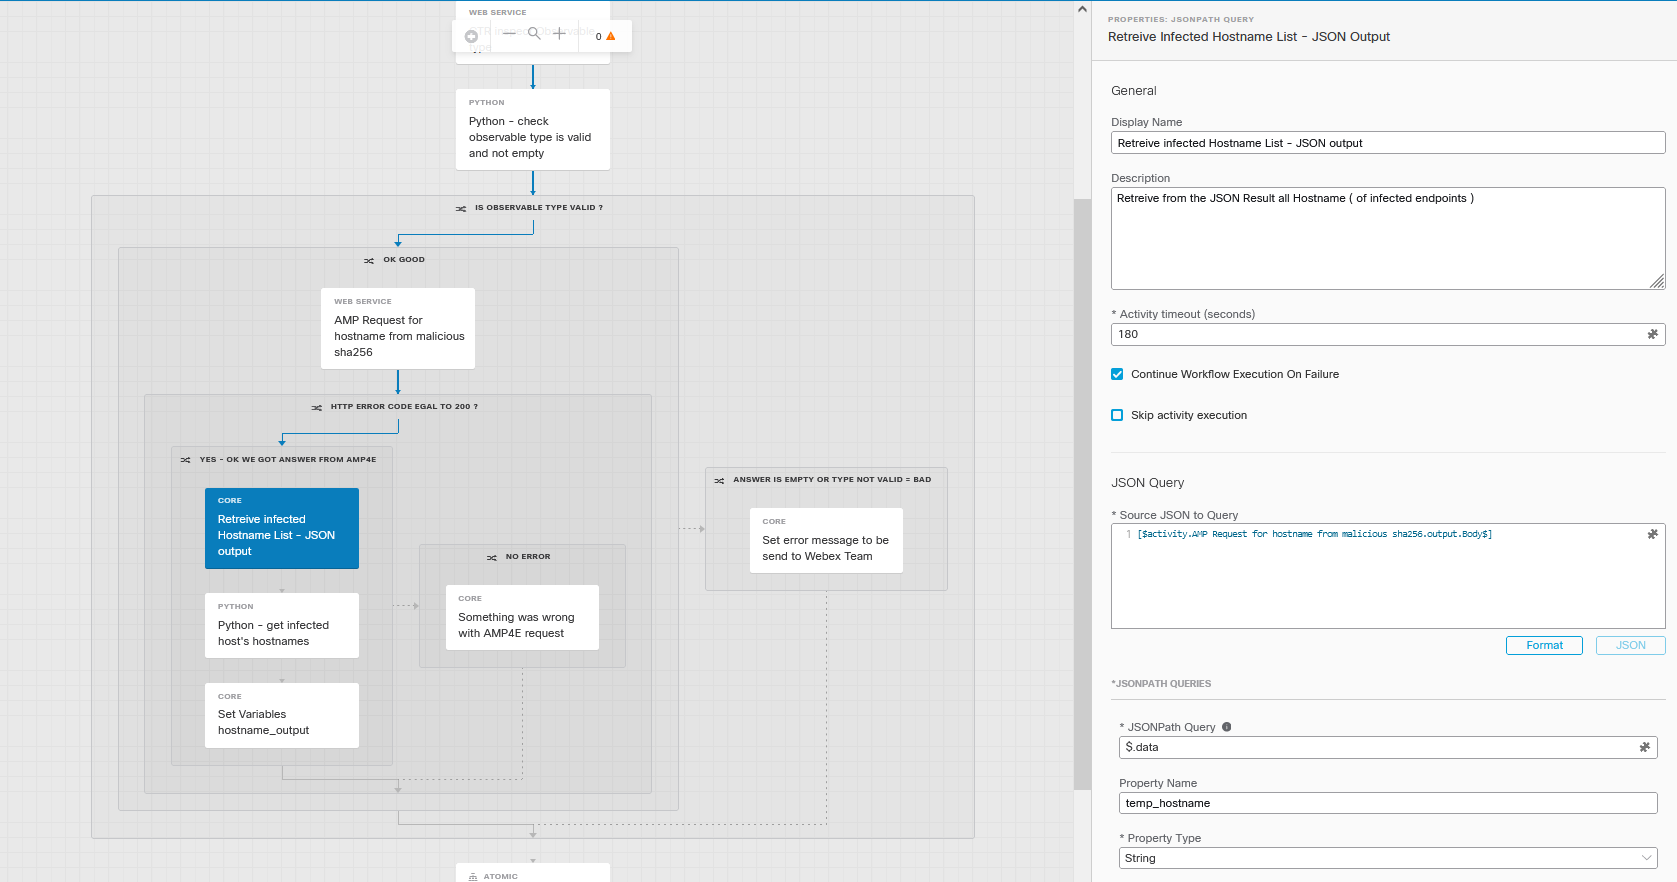 WEB SERVICE
CTR inspect Observable
type
0
PYTHON
Python - check
observable type is valid
and not empty
IS OBSERVABLE TYPE VALID ?
OK GOOD
WEB SERVICE
AMP Request for
hostname from malicious
sha256
HTTP ERROR CODE EGAL TO 200 ?
YES - OK WE GOT ANSWER FROM AMP4E
CORE
Retreive infected
Hostname List - JSON
output
PYTHON
Python - get infected
host's hostnames
CORE
Set Variables
hostname_output
NO ERROR
CORE
Something was wrong
with AMP4E request
ANSWER IS EMPTY OR TYPE NOT VALID = BAD
CORE
Set error message to be
send to Webex Team
ATOMIC
PROPERTIES: JSONPATH QUERY
Retreive Infected Hostname List - JSON Output
General
Display Name
Retreive infected Hostname List - JSON output
Description
Retreive from the JSON Result all Hostname ( of infected endpoints )
* Activity timeout (seconds)
180
Continue Workflow Execution On Failure
Skip activity execution
JSON Query
* Source JSON to Query
1 [$activity.AMP Request for hostname from malicious sha256.output.Body$]
Format JSON
*JSONPATH QUERIES
* JSONPath Query
$.data
Property Name
temp_hostname
* Property Type
String